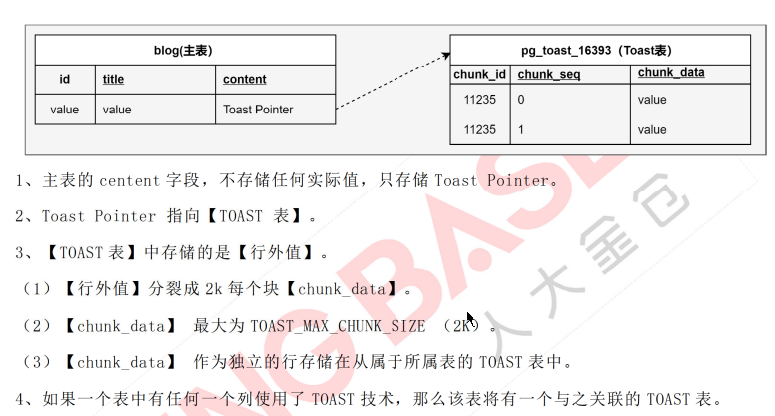 blog(主表)
id title content
value value Toast Pointer
pg_toast_16393（Toast表）
chunk_id chunk_seq chunk_data
11235 0 value
11235 1 value
1、主表的 centent 字段，不存储任何实际值，只存储 Toast Pointer。
2、Toast Pointer 指向【TOAST 表】。
3、【TOAST 表】中存储的是【行外值】。
（1）【行外值】分裂成 2k 每个块【chunk_data】。
（2）【chunk_data】 最大为 TOAST_MAX_CHUNK_SIZE （2K）。
（3）【chunk_data】 作为独立的行存储在从属于所属表的 TOAST 表中。
4、如果一个表中有任何一个列使用了 TOAST 技术，那么该表将有一个与之关联的 TOAST 表。
NGBASE
人大金仓